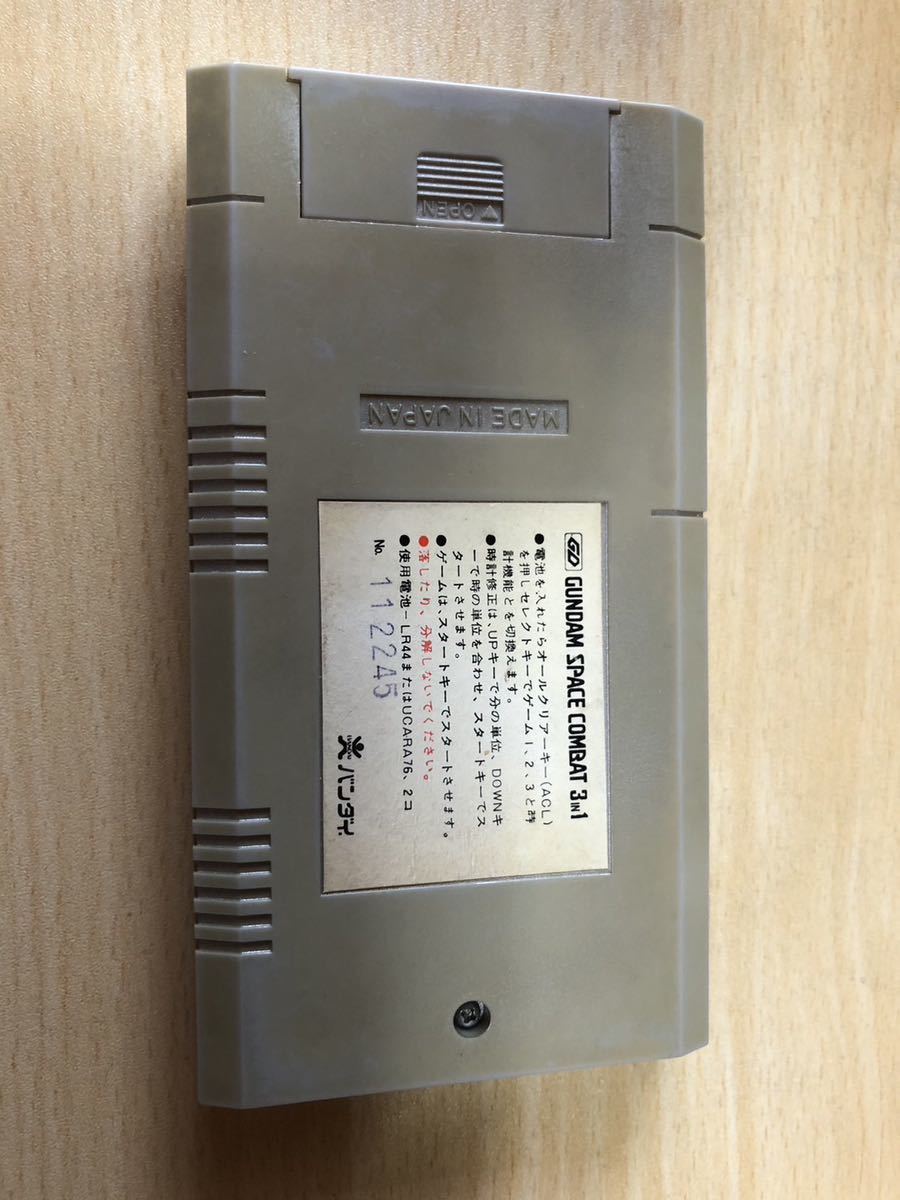 OPEN
MADE IN JAPAN
GD GUNDAM SPACE COMBAT 3 IN 1
●電池を入れたらオールクリアーキー(ACL)
を押しセレクトキーでゲーム1、2、3と時
計機能とを切換えます。
●時計修正は、UPキーで分の単位、DOWNキ
ーで時の単位を合わせ、スタートキーでス
タートさせます。
●ゲームは、スタートキーでスタートさせます。
●落したり、分解しないでください。
●使用電池-LR44またはUCARA76、2コ
No. 112245
バンダイ